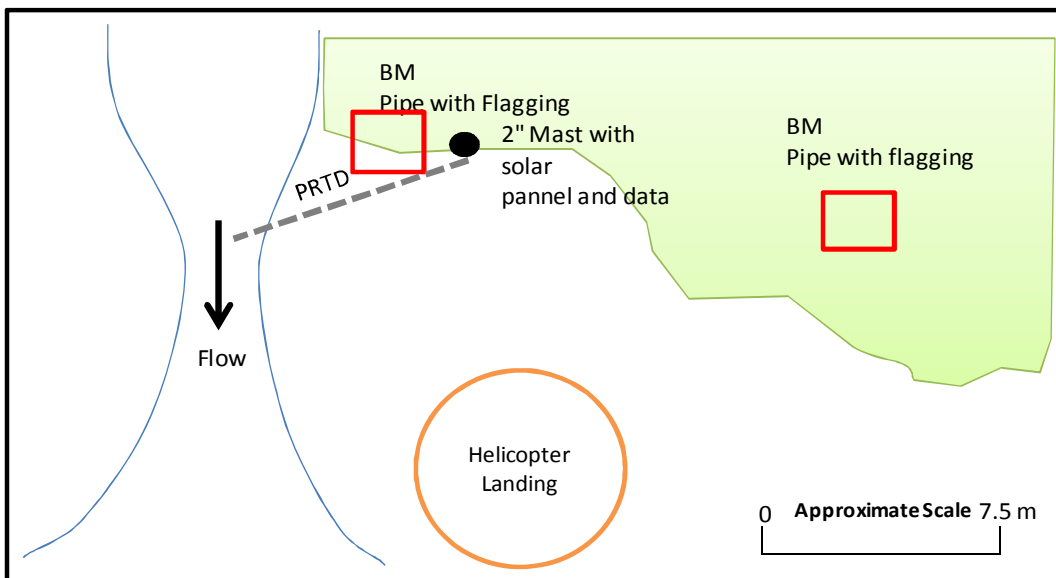 BM
Pipe with Flagging
2" Mast with
solar
pannel and data
PRTD
BM
Pipe with flagging
Flow
Helicopter
Landing
0 Approximate Scale 7.5 m